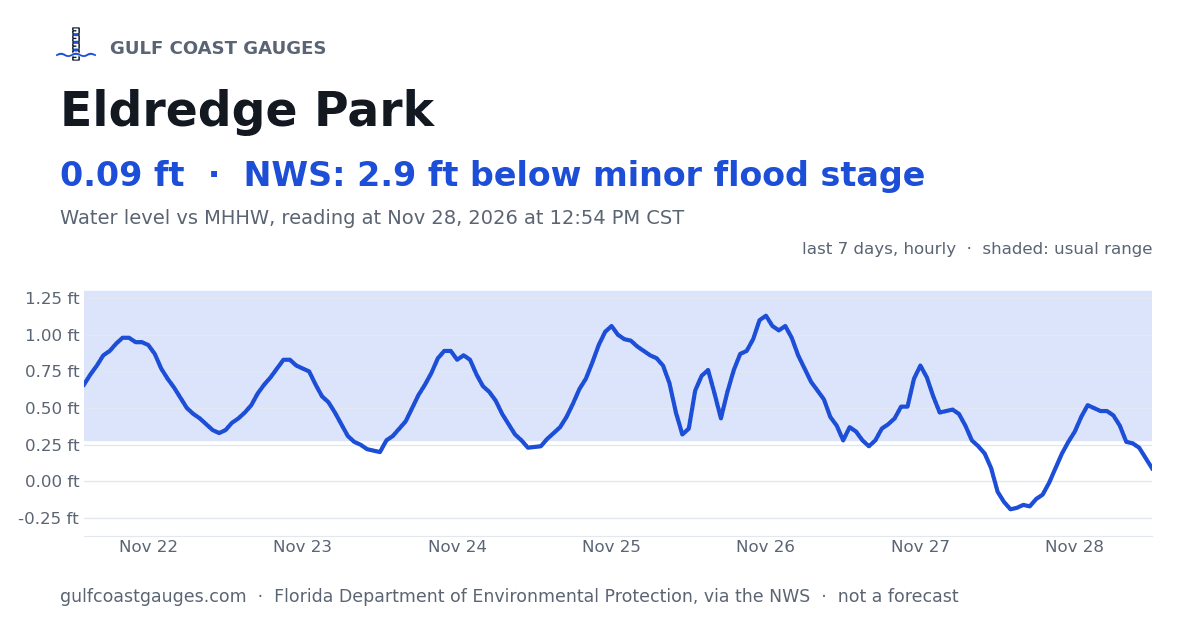 GULF COAST GAUGES
Eldredge Park
0.09 ft · NWS: 2.9 ft below minor flood stage
Water level vs MHHW, reading at Nov 28, 2026 at 12:54 PM CST
last 7 days, hourly · shaded: usual range
1.25 ft
1.00 ft
0.75 ft
0.50 ft
0.25 ft
0.00 ft
-0.25 ft
Nov 22 Nov 23 Nov 24 Nov 25 Nov 26 Nov 27 Nov 28
gulfcoastgauges.com · Florida Department of Environmental Protection, via the NWS · not a forecast